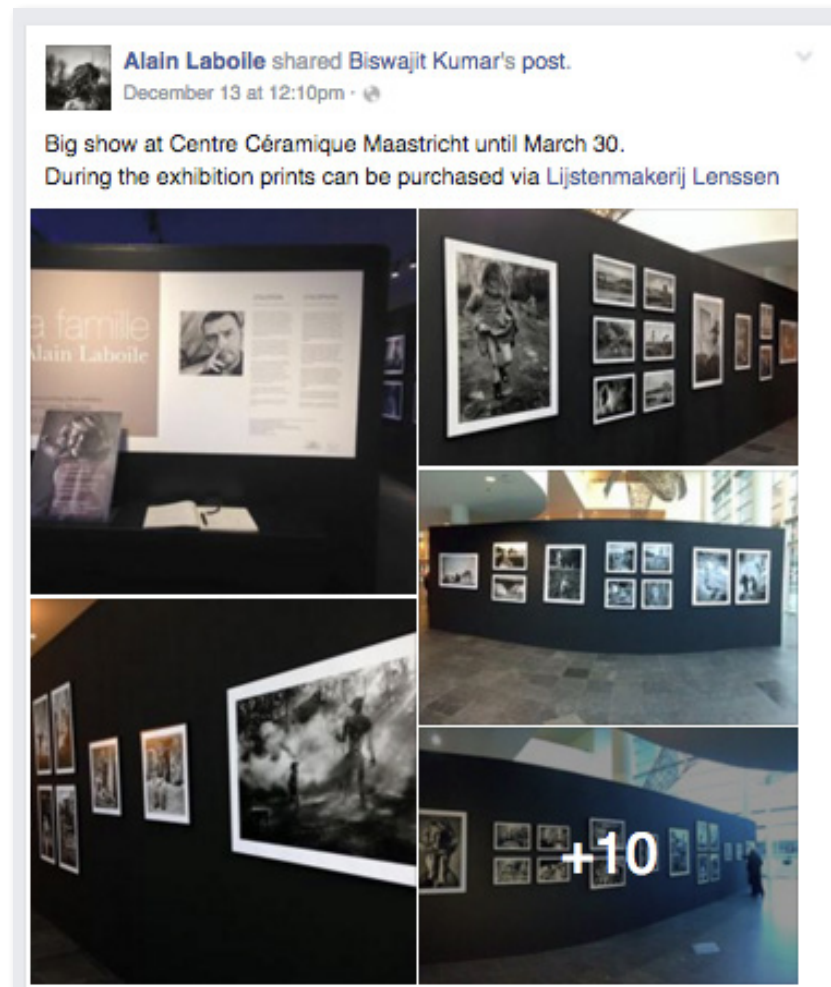 Alain Laboile shared Biswajit Kumar's post.
December 13 at 12:10pm ·
Big show at Centre Céramique Maastricht until March 30.
During the exhibition prints can be purchased via Lijstenmakerij Lenssen
a famille
Alain Laboile
+10